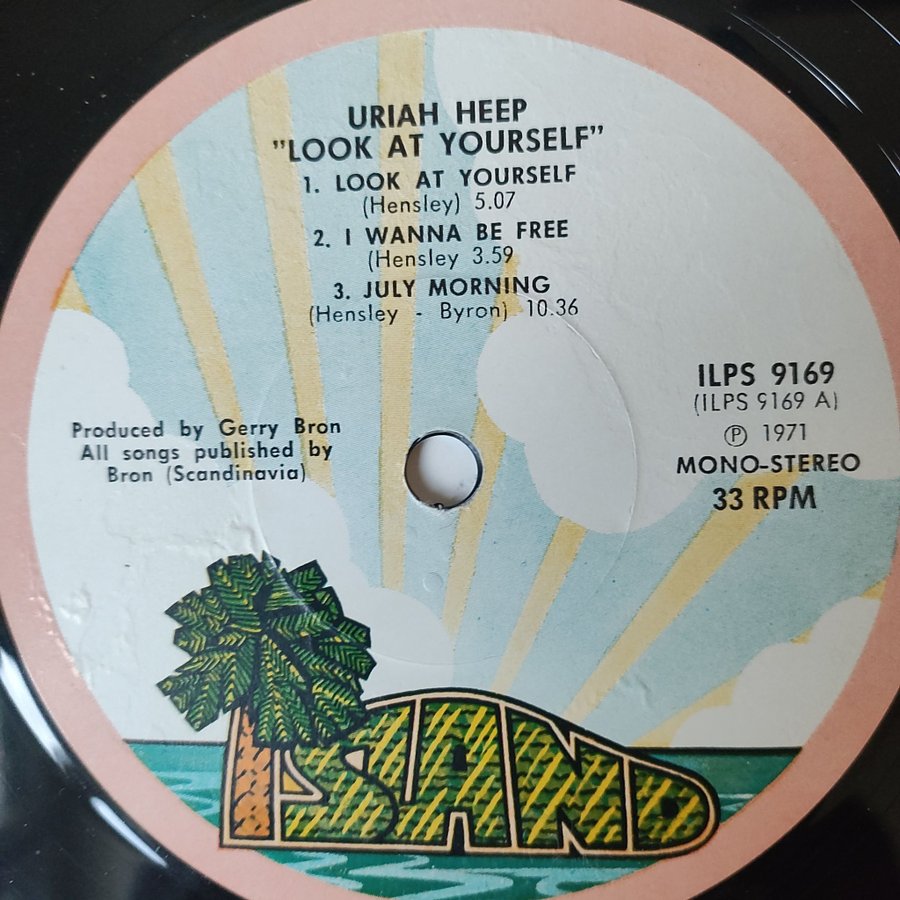 URIAH HEEP
"LOOK AT YOURSELF"
1. LOOK AT YOURSELF
(Hensley) 5.07
2. I WANNA BE FREE
(Hensley 3.59
3. JULY MORNING
(Hensley - Byron) 10.36
ILPS 9169
(ILPS 9169 A)
℗ 1971
MONO-STEREO
33 RPM
Produced by Gerry Bron
All songs published by
Bron (Scandinavia)
ISLAND